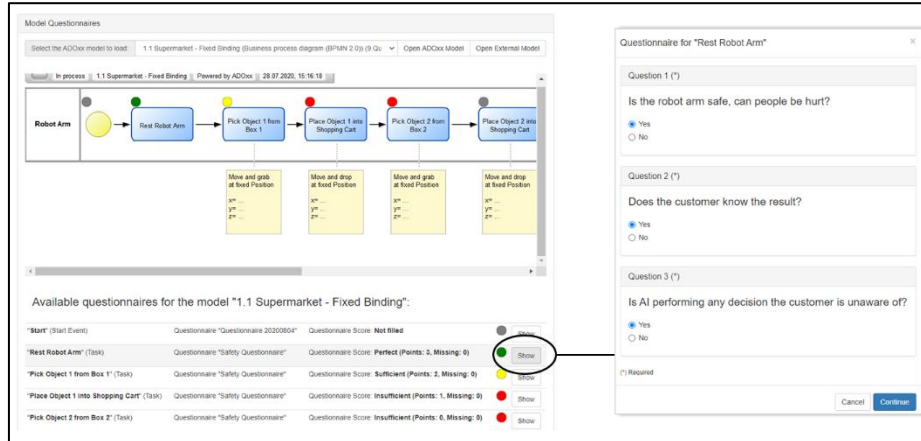 Model Questionnaires
Select the ADOxx model to load: 1.1 Supermarket - Fixed Binding (Business process diagram (BPMN 2.0)) (9 Qu Open ADOxx Model Open External Model
In process 1.1 Supermarket - Fixed Binding Powered by ADOxx 28.07.2020, 15:16:18
Robot Arm
Rest Robot Arm
Pick Object 1 from
Box 1
Place Object 1 into
Shopping Cart
Pick Object 2 from
Box 2
Place Object 2 into
Shopping Cart
Move and grab
at fixed Position
x= ...
y= ...
z= ...
Move and drop
at fixed Position
x= ...
y= ...
z= ...
Move and grab
at fixed Position
x= ...
y= ...
z= ...
Move and drop
at fixed Position
x= ...
y= ...
z= ...
Available questionnaires for the model "1.1 Supermarket - Fixed Binding":
"Start" (Start Event) Questionnaire "Questionnaire 20200804" Questionnaire Score: Not filled Show
"Rest Robot Arm" (Task) Questionnaire "Safety Questionnaire" Questionnaire Score: Perfect (Points: 3, Missing: 0) Show
"Pick Object 1 from Box 1" (Task) Questionnaire "Safety Questionnaire" Questionnaire Score: Sufficient (Points: 2, Missing: 0) Show
"Place Object 1 into Shopping Cart" (Task) Questionnaire "Safety Questionnaire" Questionnaire Score: Insufficient (Points: 1, Missing: 0) Show
"Pick Object 2 from Box 2" (Task) Questionnaire "Safety Questionnaire" Questionnaire Score: Insufficient (Points: 0, Missing: 0) Show
Questionnaire for "Rest Robot Arm" ×
Question 1 (*)
Is the robot arm safe, can people be hurt?
Yes
No
Question 2 (*)
Does the customer know the result?
Yes
No
Question 3 (*)
Is AI performing any decision the customer is unaware of?
Yes
No
(*) Required
Cancel Continue